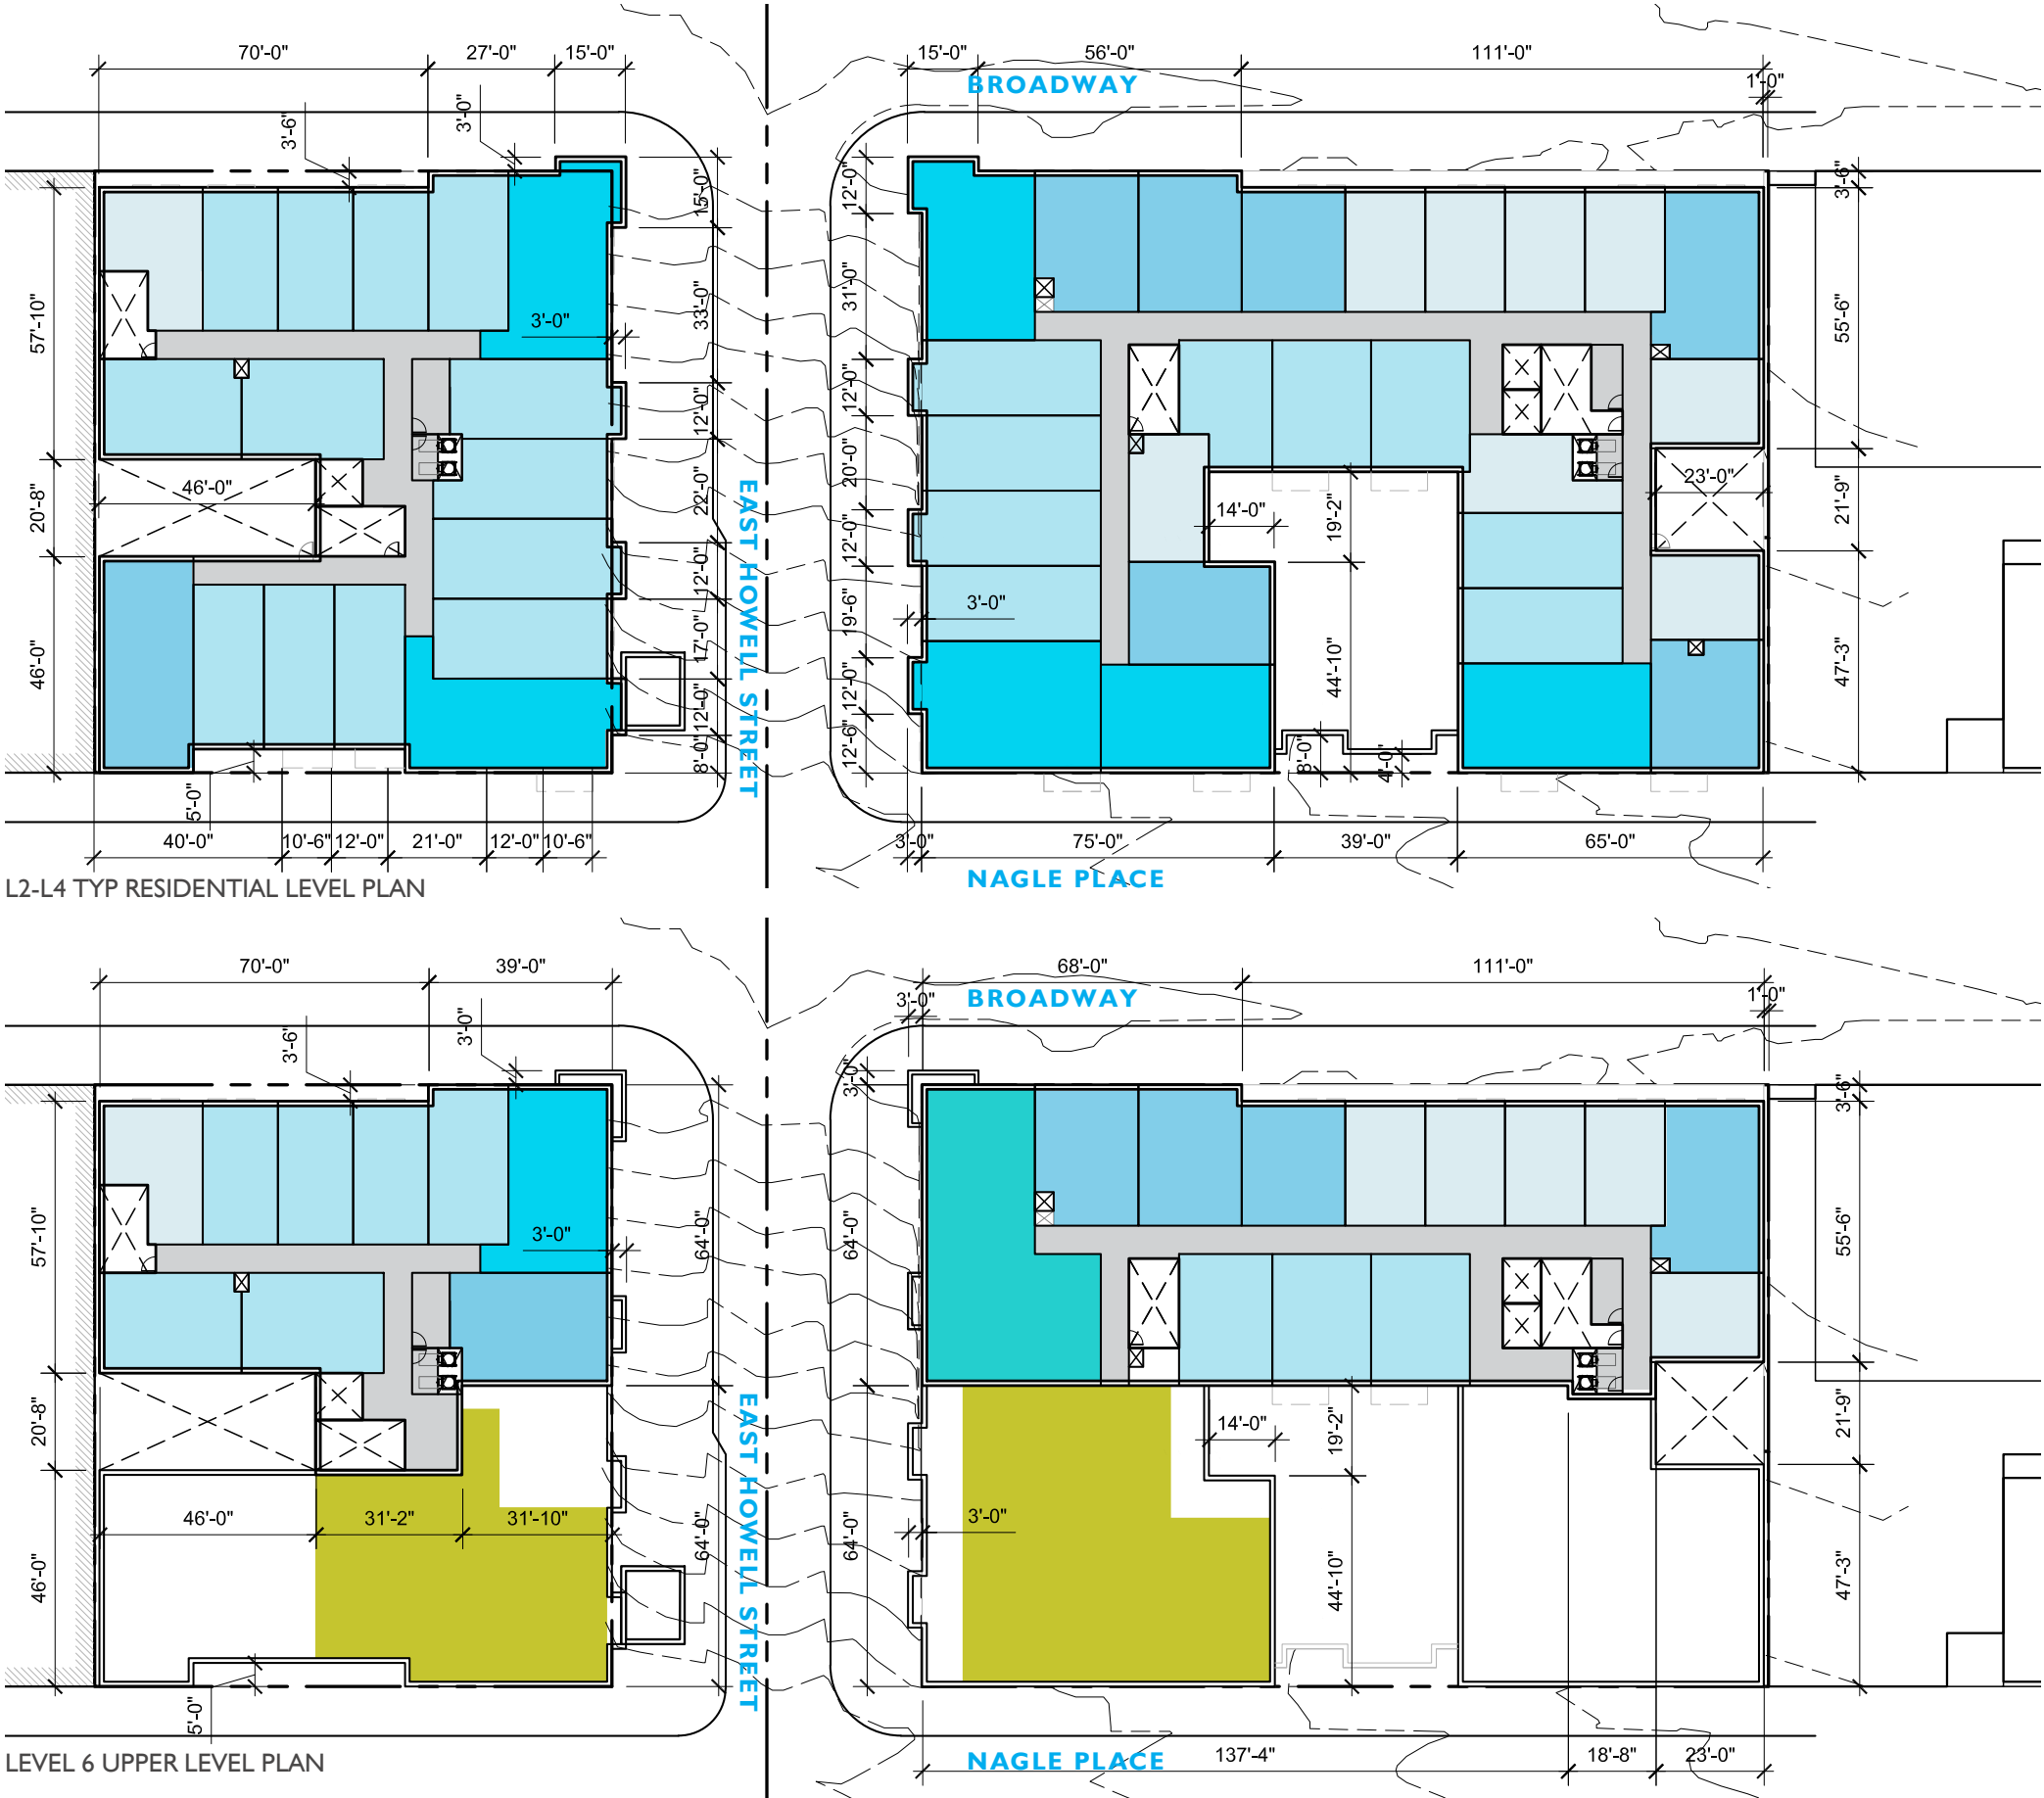 70'-0" 27'-0" 15'-0" 15'-0" 56'-0" 111'-0"
BROADWAY
1'-0"
3'-6" 3'-0"
15'-0" 12'-0" 3'-6"
57'-10" 3'-0" 33'-0" 31'-0" 55'-6"
12'-0" 12'-0"
20'-8" 46'-0" 22'-0" 20'-0" 14'-0" 19'-2" 23'-0" 21'-9"
EAST HOWELL STREET
12'-0" 12'-0"
46'-0" 17'-0" 19'-6" 3'-0" 44'-10" 47'-3"
12'-0" 12'-0"
5'-0" 8'-0" 12'-6" 8'-0" 4'-0"
40'-0" 10'-6" 12'-0" 21'-0" 12'-0" 10'-6" 3'-0" 75'-0" 39'-0" 65'-0"
NAGLE PLACE
L2-L4 TYP RESIDENTIAL LEVEL PLAN
70'-0" 39'-0" 68'-0" 111'-0"
3'-0" BROADWAY 1'-0"
3'-6" 3'-0" 3'-0" 3'-6"
57'-10" 3'-0" 64'-0" 64'-0" 55'-6"
20'-8" 14'-0" 19'-2" 21'-9"
EAST HOWELL STREET
46'-0" 31'-2" 31'-10" 3'-0"
46'-0" 64'-0" 64'-0" 44'-10" 47'-3"
5'-0"
LEVEL 6 UPPER LEVEL PLAN
NAGLE PLACE 137'-4" 18'-8" 23'-0"